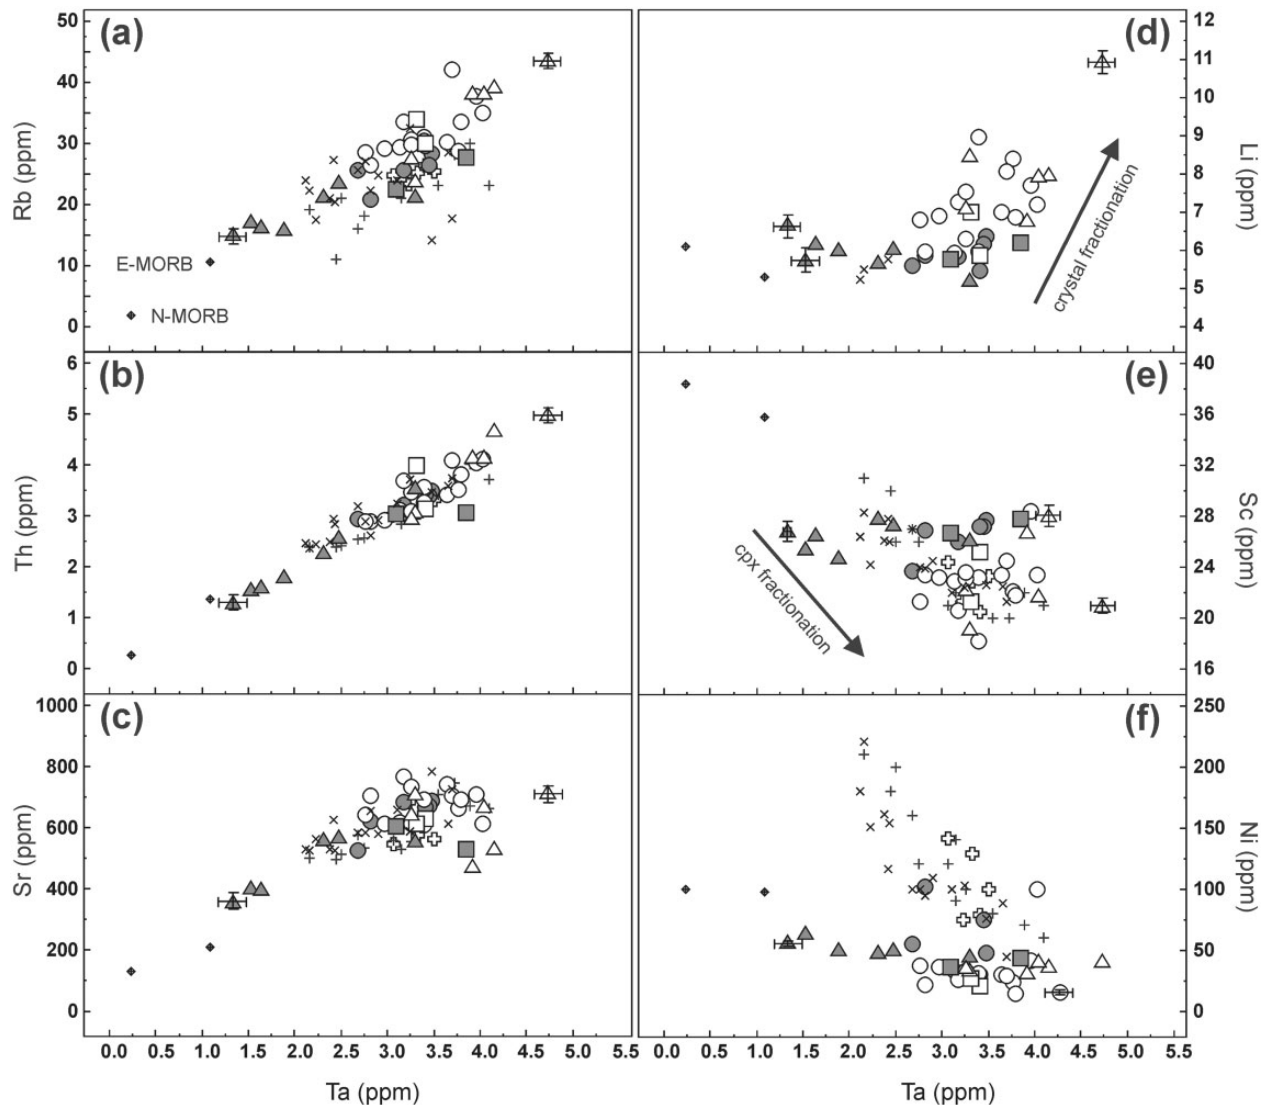 (a)
50
40
30
20
10
0
Rb (ppm)
E-MORB
N-MORB
(b)
6
5
4
3
2
1
0
Th (ppm)
(c)
1000
800
600
400
200
0
Sr (ppm)
0.0 1.0 1.5 2.0 2.5 3.0 3.5 4.0 4.5 5.0 5.5
Ta (ppm)
(d)
12
11
10
9
8
7
6
5
4
Li (ppm)
crystal fractionation
(e)
40
36
32
28
24
20
16
Sc (ppm)
cpx fractionation
(f)
250
200
150
100
50
0
Ni (ppm)
0.0 0.5 1.0 1.5 2.0 2.5 3.0 3.5 4.0 4.5 5.0 5.5
Ta (ppm)